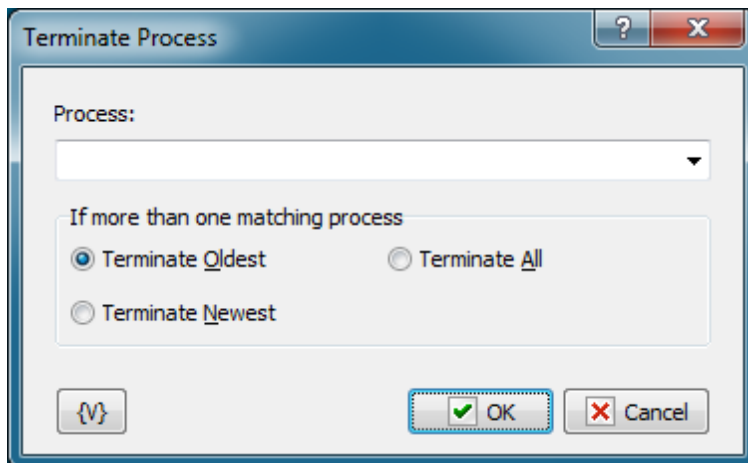 Terminate Process
?
Process:
If more than one matching process
Terminate Oldest
Terminate All
Terminate Newest
{V}
OK
Cancel